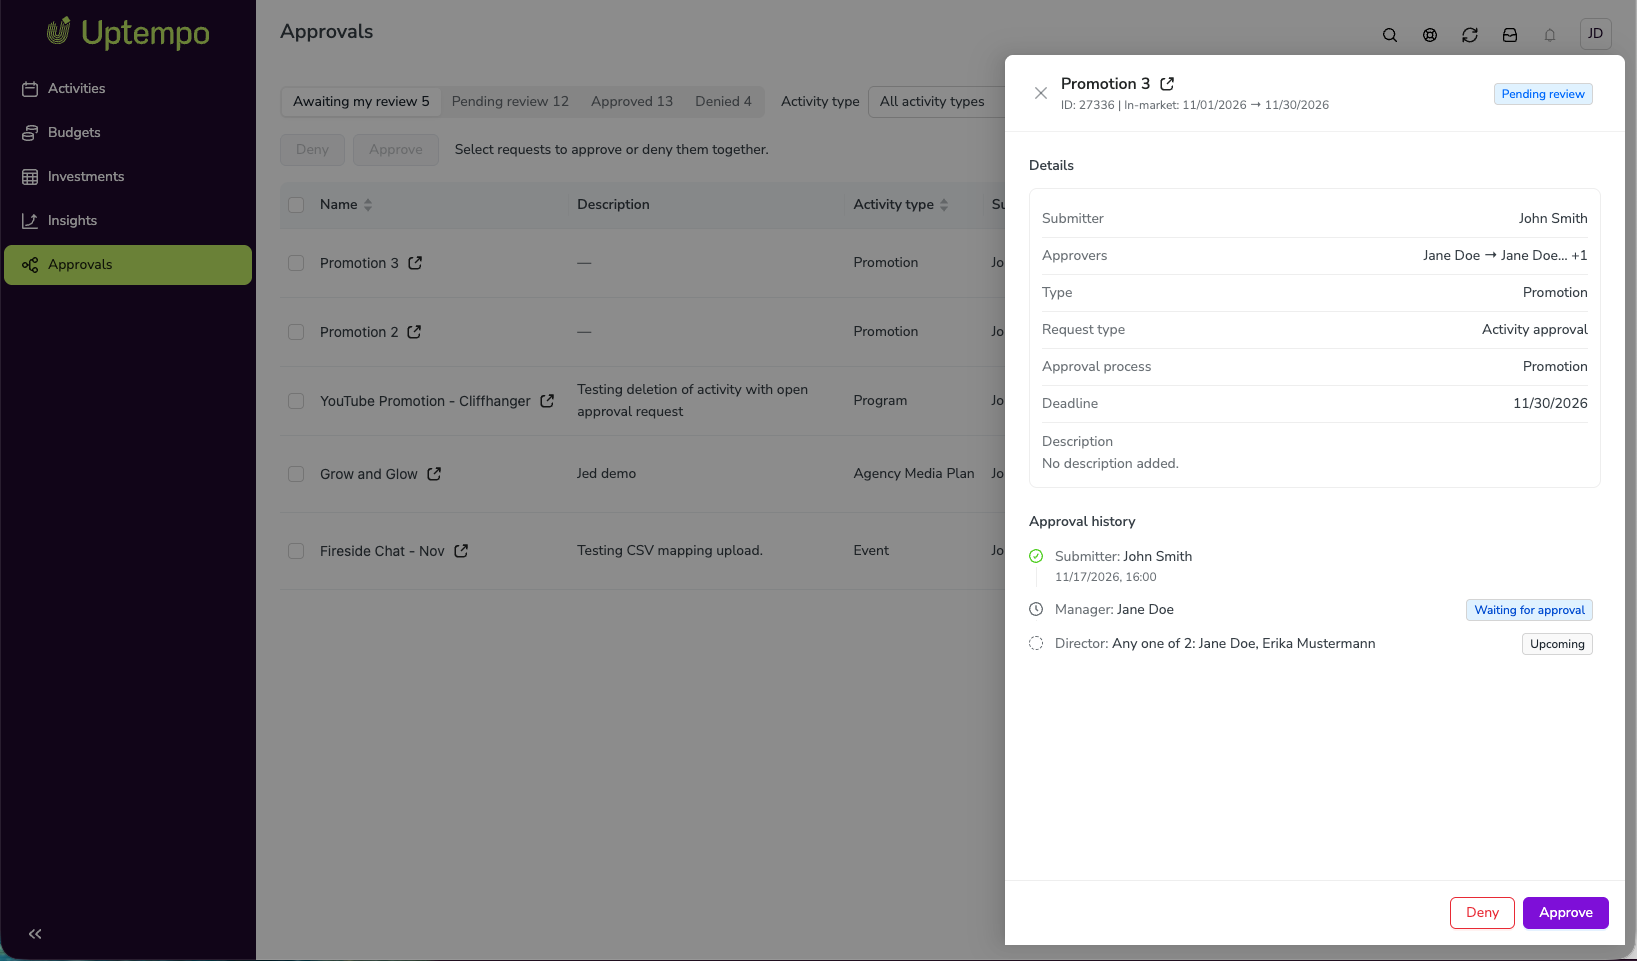 Uptempo
Activities
Budgets
Investments
Insights
Approvals
Approvals
JD
Awaiting my review 5
Pending review 12
Approved 13
Denied 4
Activity type
All activity types
Deny
Approve
Select requests to approve or deny them together.
Name
Description
Activity type
Su
Promotion 3
—
Promotion
Jo
Promotion 2
—
Promotion
Jo
YouTube Promotion - Cliffhanger
Testing deletion of activity with open
approval request
Program
Jo
Grow and Glow
Jed demo
Agency Media Plan
Jo
Fireside Chat - Nov
Testing CSV mapping upload.
Event
Jo
Promotion 3
ID: 27336 | In-market: 11/01/2026 → 11/30/2026
Pending review
Details
Submitter
John Smith
Approvers
Jane Doe → Jane Doe... +1
Type
Promotion
Request type
Activity approval
Approval process
Promotion
Deadline
11/30/2026
Description
No description added.
Approval history
Submitter: John Smith
11/17/2026, 16:00
Manager: Jane Doe
Waiting for approval
Director: Any one of 2: Jane Doe, Erika Mustermann
Upcoming
Deny
Approve